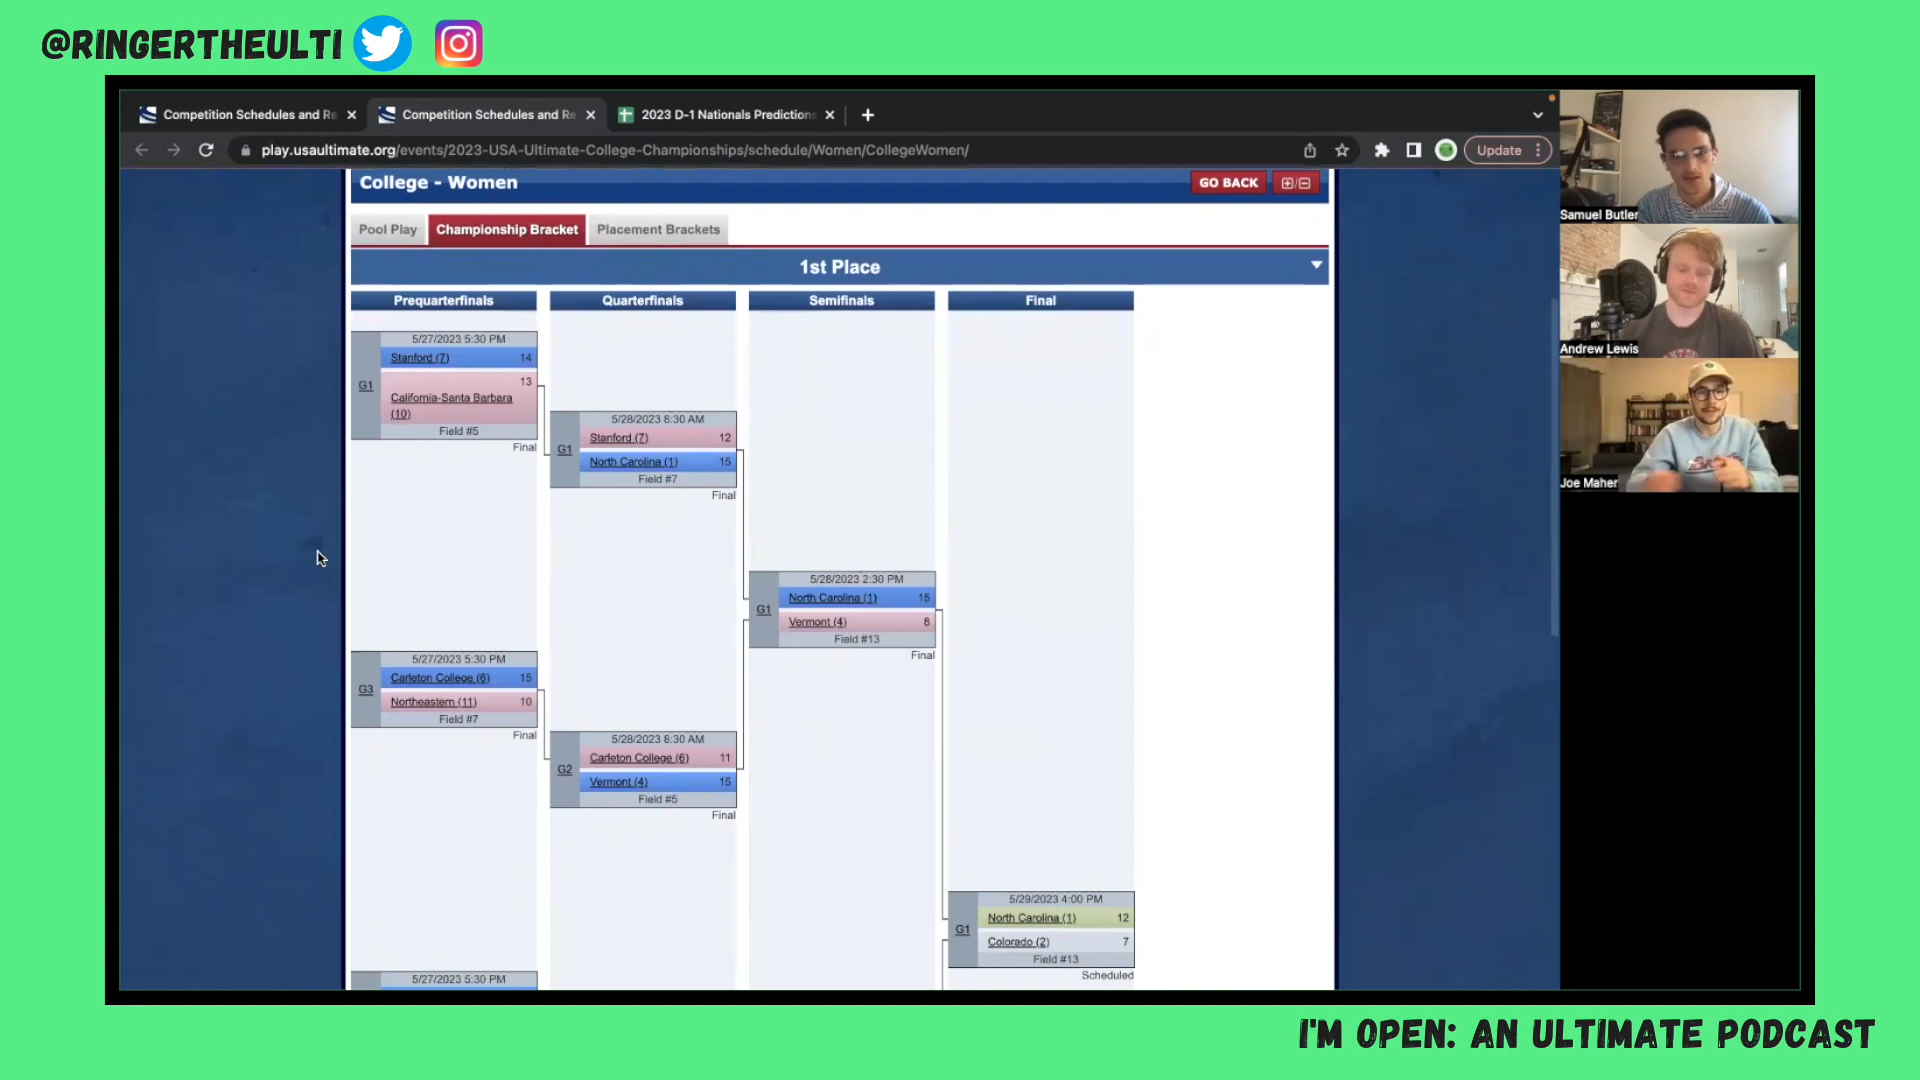 @RINGERTHEULTI
Competition Schedules and Re
Competition Schedules and Re
2023 D-1 Nationals Predictions
play.usaultimate.org/events/2023-USA-Ultimate-College-Championships/schedule/Women/CollegeWomen/
Update
College - Women
GO BACK
Pool Play
Championship Bracket
Placement Brackets
1st Place
Prequarterfinals
Quarterfinals
Semifinals
Final
5/27/2023 5:30 PM
G1
Stanford (7) 14
13
California-Santa Barbara
(10)
Field #5
Final
5/28/2023 8:30 AM
G1
Stanford (7) 12
North Carolina (1) 15
Field #7
Final
5/28/2023 2:30 PM
G1
North Carolina (1) 15
Vermont (4) 8
Field #13
Final
5/27/2023 5:30 PM
G3
Carleton College (6) 15
Northeastern (11) 10
Field #7
Final
5/28/2023 8:30 AM
G2
Carleton College (6) 11
Vermont (4) 15
Field #5
Final
5/29/2023 4:00 PM
G1
North Carolina (1) 12
Colorado (2) 7
Field #13
Scheduled
5/27/2023 5:30 PM
Samuel Butler
Andrew Lewis
Joe Maher
I'M OPEN: AN ULTIMATE PODCAST